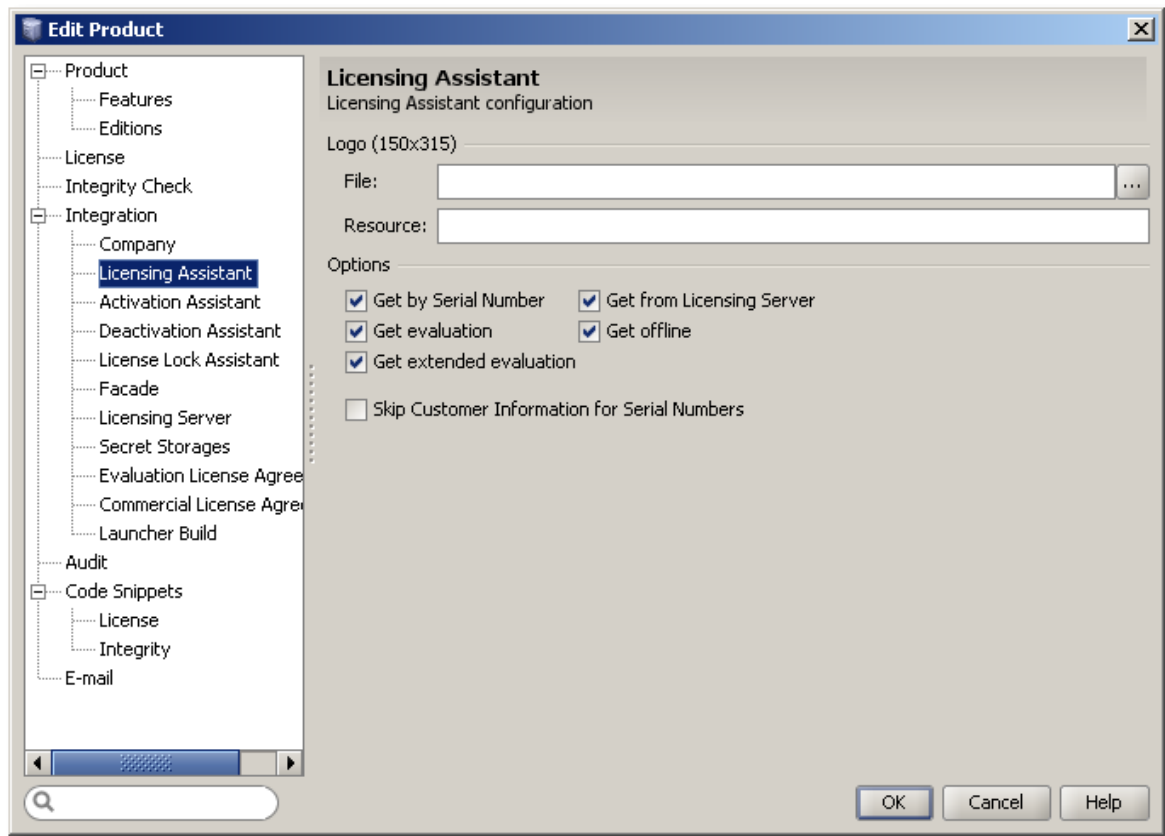 Edit Product
Product
Features
Editions
License
Integrity Check
Integration
Company
Licensing Assistant
Activation Assistant
Deactivation Assistant
License Lock Assistant
Facade
Licensing Server
Secret Storages
Evaluation License Agree
Commercial License Agre
Launcher Build
Audit
Code Snippets
License
Integrity
E-mail
Licensing Assistant
Licensing Assistant configuration
Logo (150x315)
File:
...
Resource:
Options
Get by Serial Number Get from Licensing Server
Get evaluation Get offline
Get extended evaluation
Skip Customer Information for Serial Numbers
OK Cancel Help